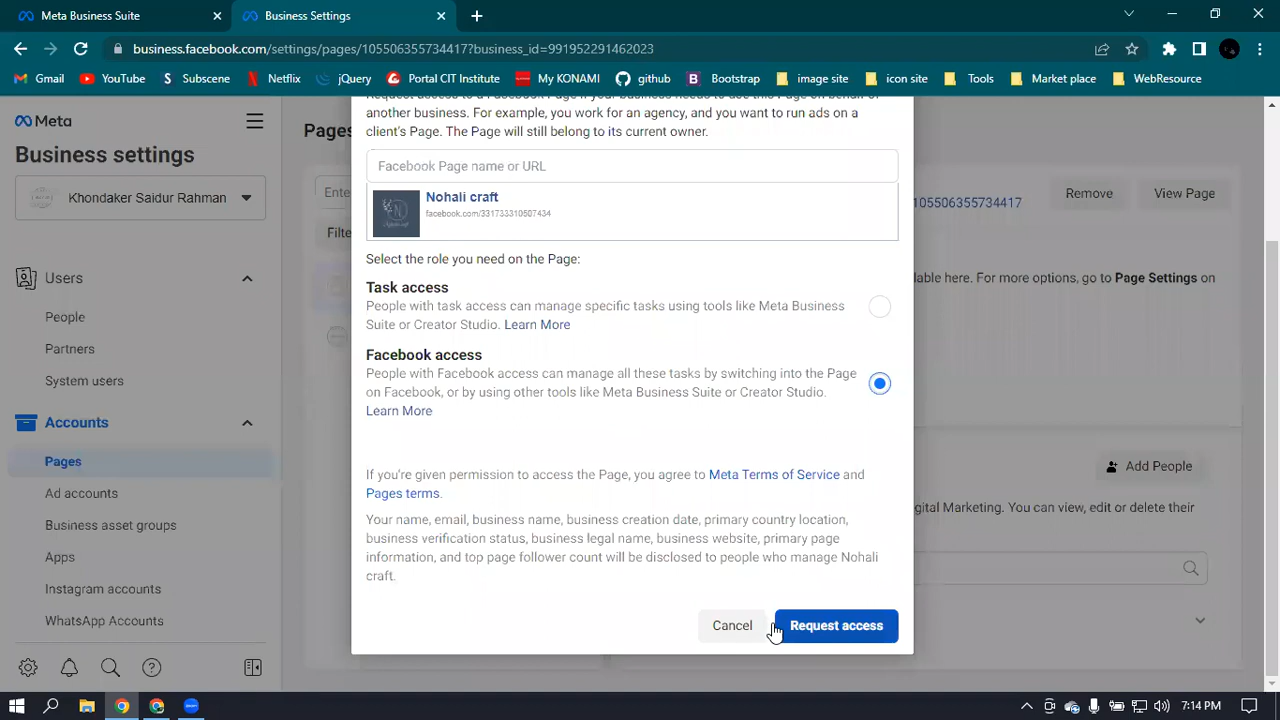 Meta Business Suite
Business Settings
business.facebook.com/settings/pages/105506355734417?business_id=991952291462023
Gmail
YouTube
Subscene
Netflix
jQuery
Portal CIT Institute
My KONAMI
github
Bootstrap
image site
icon site
Tools
Market place
WebResource
Meta
Business settings
Khondaker Saidur Rahman
Users
People
Partners
System users
Accounts
Pages
Ad accounts
Business asset groups
Apps
Instagram accounts
WhatsApp Accounts
Pages
Request access to a Facebook Page if your business needs to use this Page on behalf of
another business. For example, you work for an agency, and you want to run ads on a
client's Page. The Page will still belong to its current owner.
Facebook Page name or URL
Nohali craft
facebook.com/331733310507434
Select the role you need on the Page:
Task access
People with task access can manage specific tasks using tools like Meta Business
Suite or Creator Studio. Learn More
Facebook access
People with Facebook access can manage all these tasks by switching into the Page
on Facebook, or by using other tools like Meta Business Suite or Creator Studio.
Learn More
If you're given permission to access the Page, you agree to Meta Terms of Service and
Pages terms.
Your name, email, business name, business creation date, primary country location,
business verification status, business legal name, business website, primary page
information, and top page follower count will be disclosed to people who manage Nohali
craft.
Cancel
Request access
105506355734417
Remove
View Page
here. For more options, go to Page Settings on
Add People
Digital Marketing. You can view, edit or delete their
7:14 PM